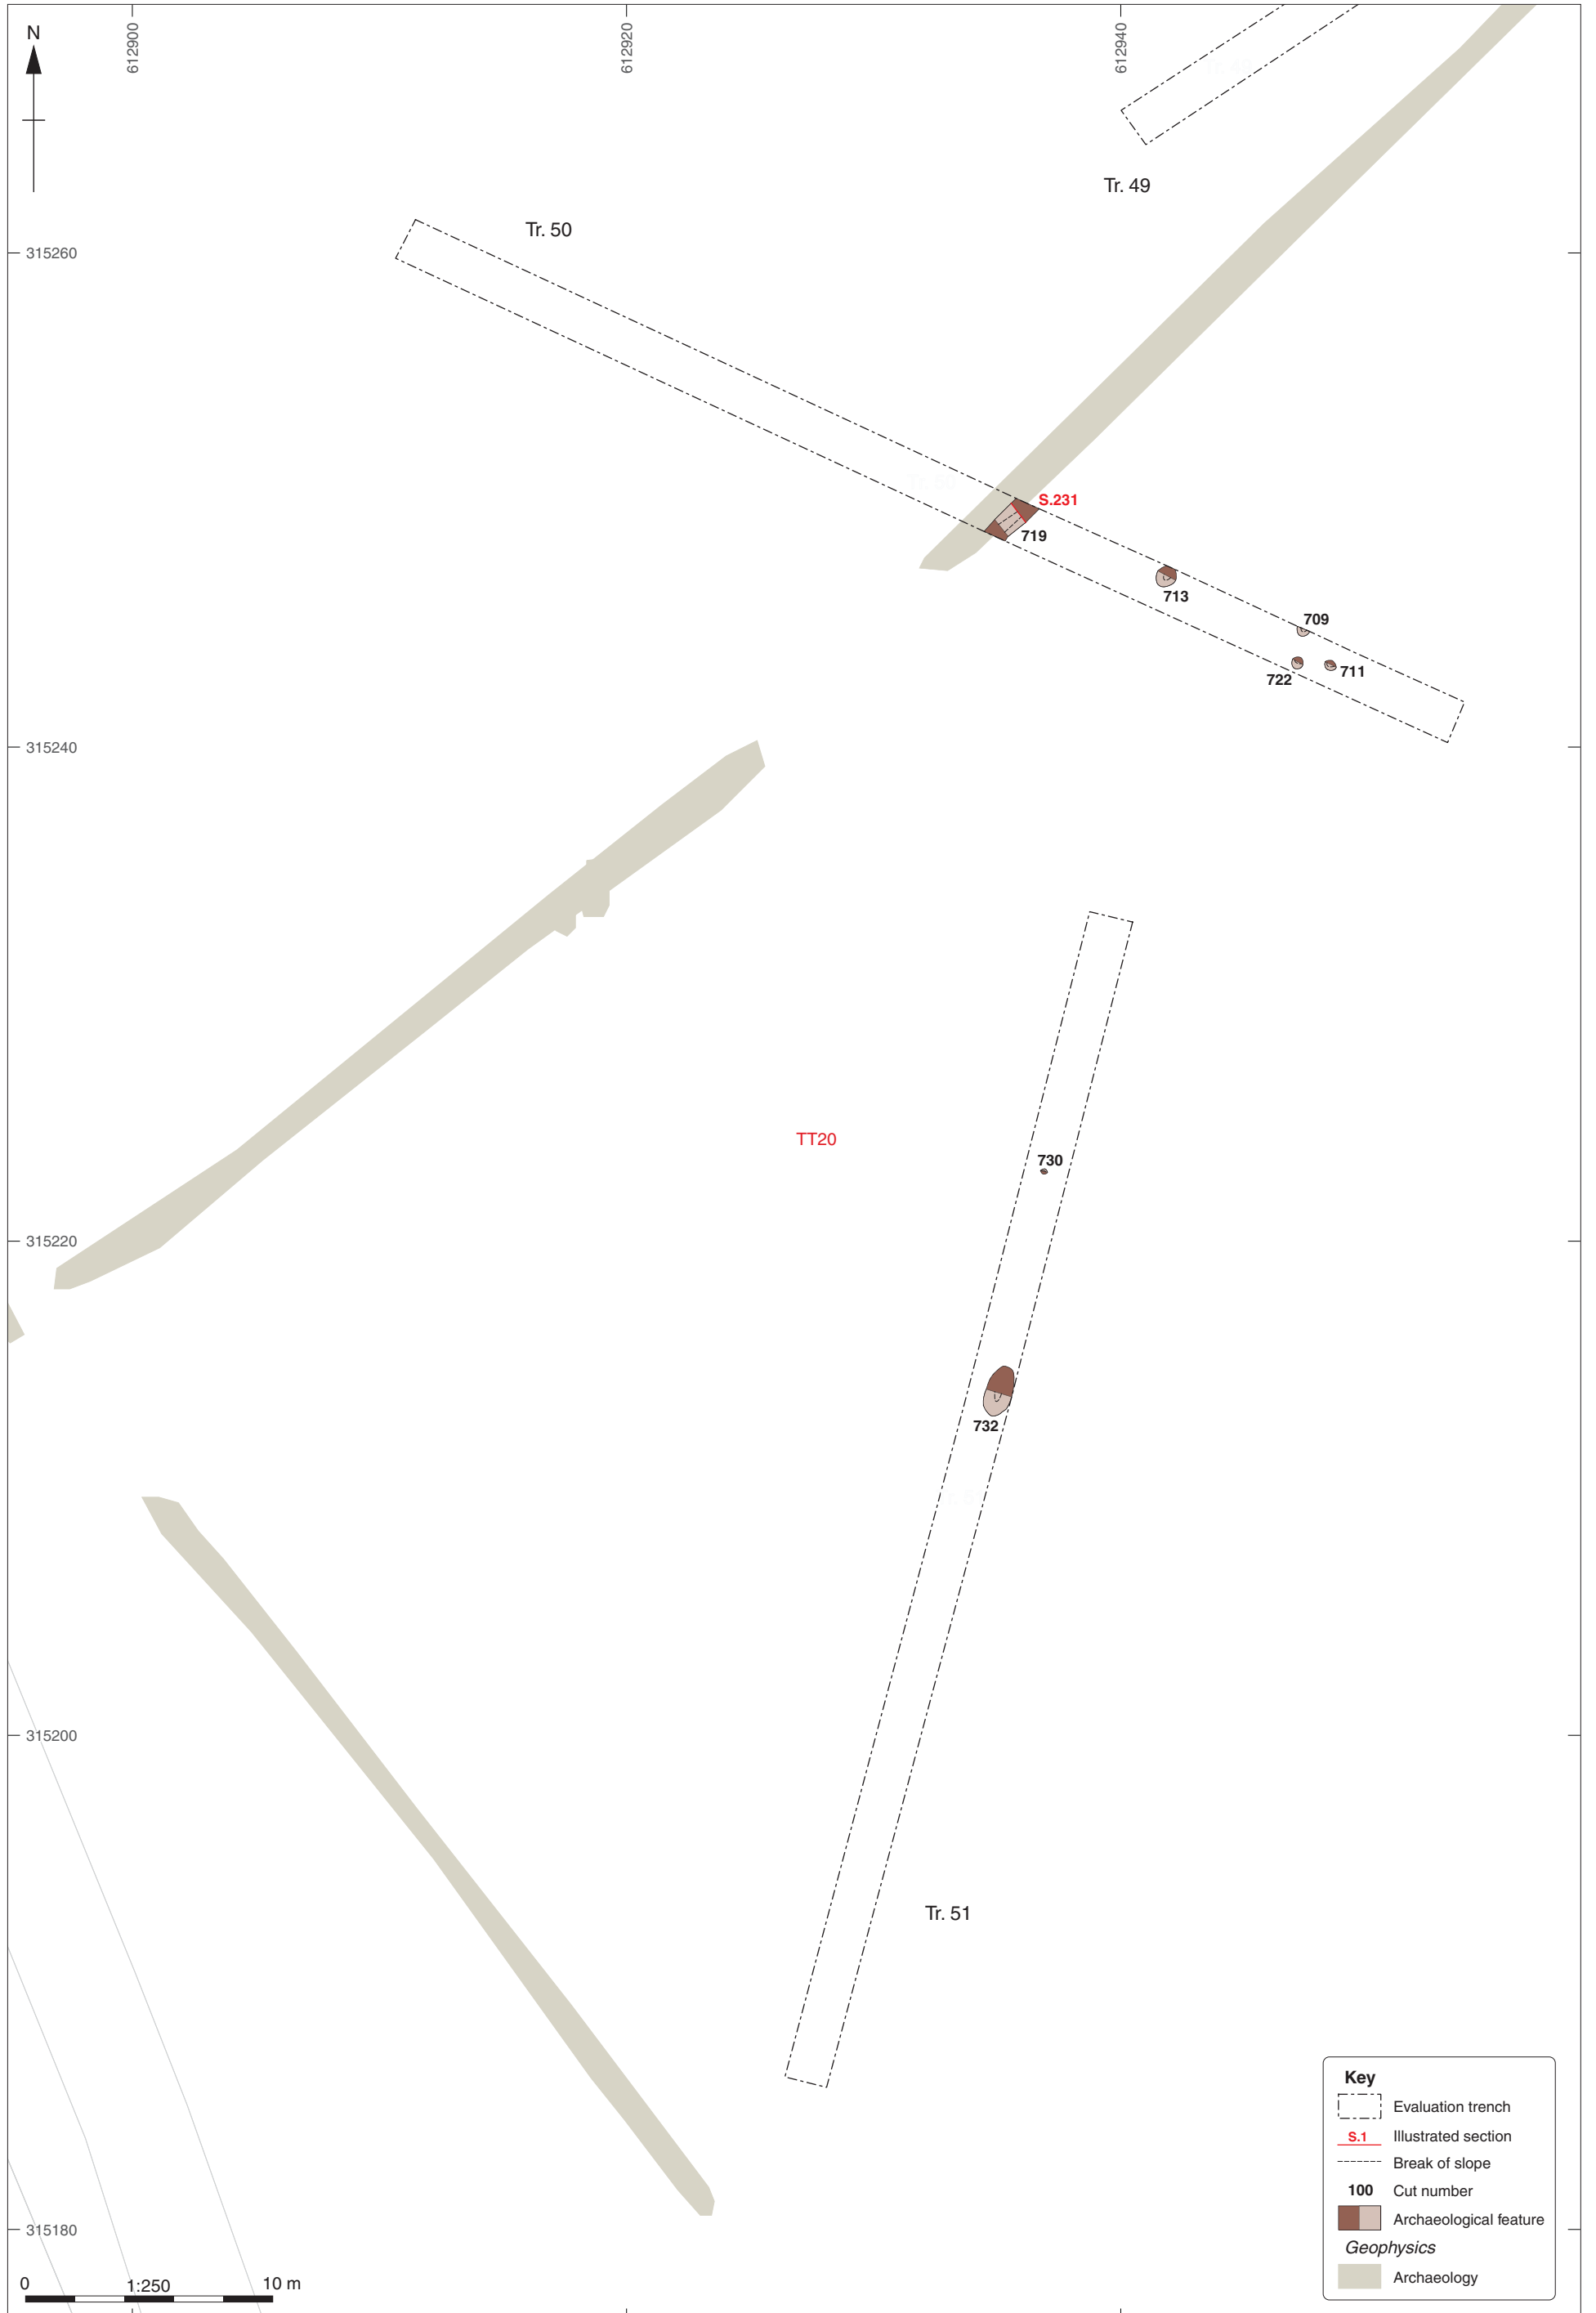 N
612900
612920
612940
Tr. 49
Tr. 50
315260
S.231
719
713
709
711
722
315240
TT20
730
315220
732
315200
Tr. 51
315180
0 1:250 10 m
Key
Evaluation trench
S.1 Illustrated section
Break of slope
100 Cut number
Archaeological feature
Geophysics
Archaeology